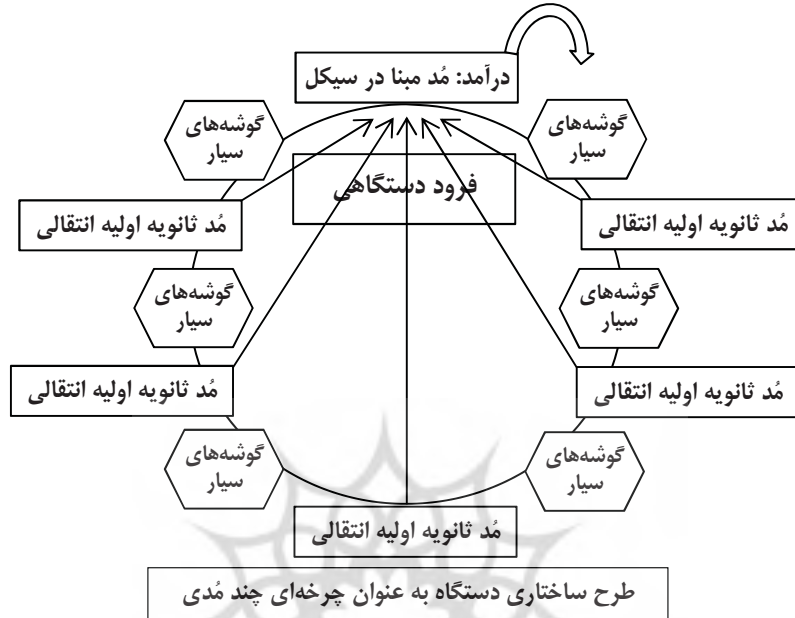 درآمد: مُد مبنا در سیکل
گوشه‌های
سیار
گوشه‌های
سیار
فرود دستگاهی
مُد ثانویه اولیه انتقالی
مُد ثانویه اولیه انتقالی
گوشه‌های
سیار
گوشه‌های
سیار
مُد ثانویه اولیه انتقالی
مُد ثانویه اولیه انتقالی
گوشه‌های
سیار
گوشه‌های
سیار
مُد ثانویه اولیه انتقالی
طرح ساختاری دستگاه به عنوان چرخه‌ای چند مُدی